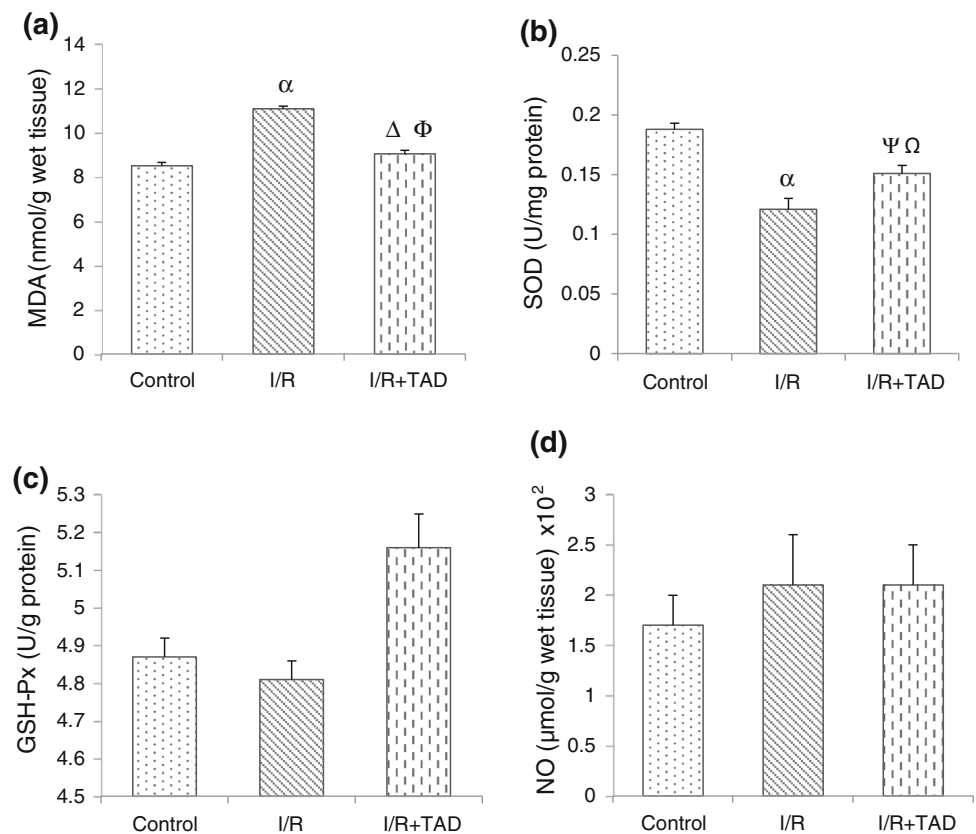 (a)
MDA (nmol/g wet tissue)
14
12
10
8
6
4
2
0
α
Δ Φ
Control
I/R
I/R+TAD
(b)
SOD (U/mg protein)
0.25
0.2
0.15
0.1
0.05
0
α
Ψ Ω
Control
I/R
I/R+TAD
(c)
GSH-Px (U/g protein)
5.3
5.2
5.1
5
4.9
4.8
4.7
4.6
4.5
Control
I/R
I/R+TAD
(d)
NO (μmol/g wet tissue) x10²
3
2.5
2
1.5
1
0.5
0
Control
I/R
I/R+TAD